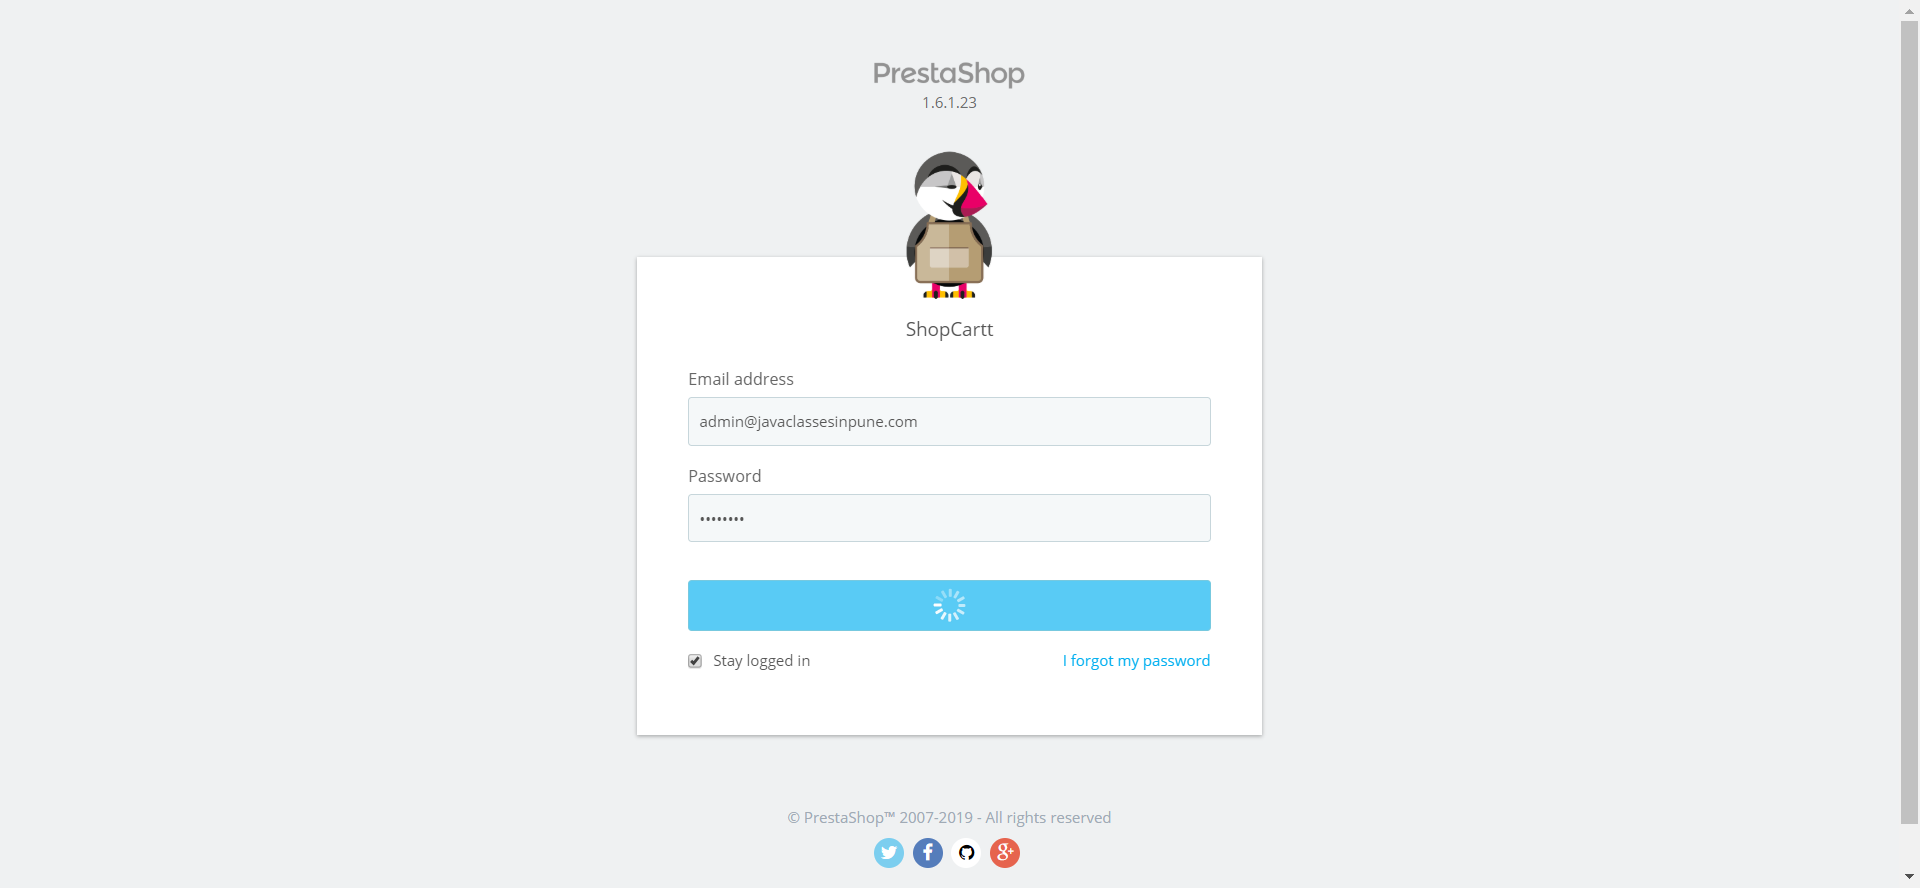 PrestaShop
1.6.1.23
ShopCartt
Email address
admin@javaclassesinpune.com
Password
••••••••
Stay logged in
I forgot my password
© PrestaShop™ 2007-2019 - All rights reserved